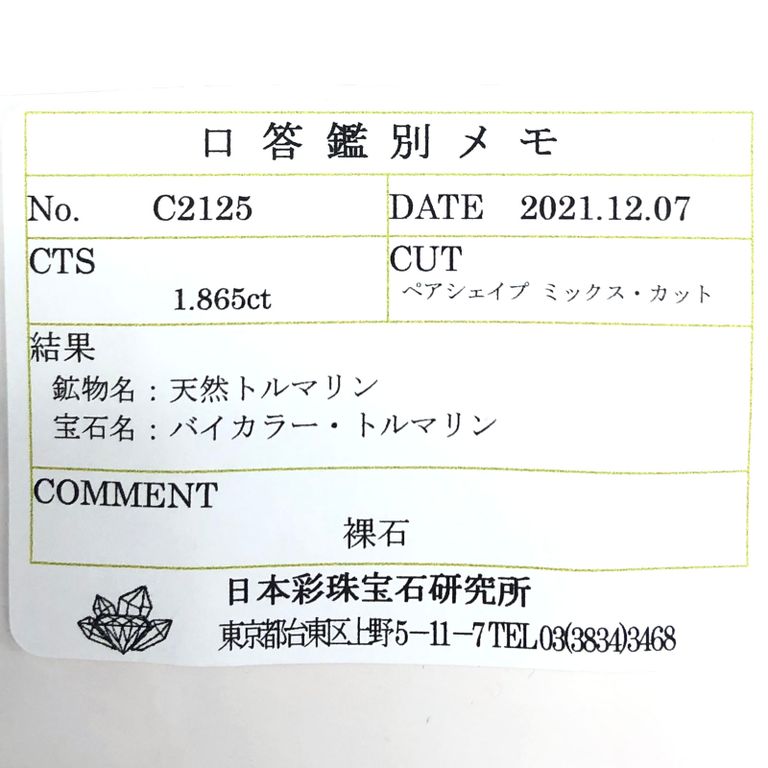 口答鑑別メモ
No. C2125 DATE 2021.12.07
CTS CUT
1.865ct ペアシェイプ ミックス・カット
結果
鉱物名：天然トルマリン
宝石名：バイカラー・トルマリン
COMMENT
裸石
日本彩珠宝石研究所
東京都台東区上野5−11−7 TEL 03(3834)3468